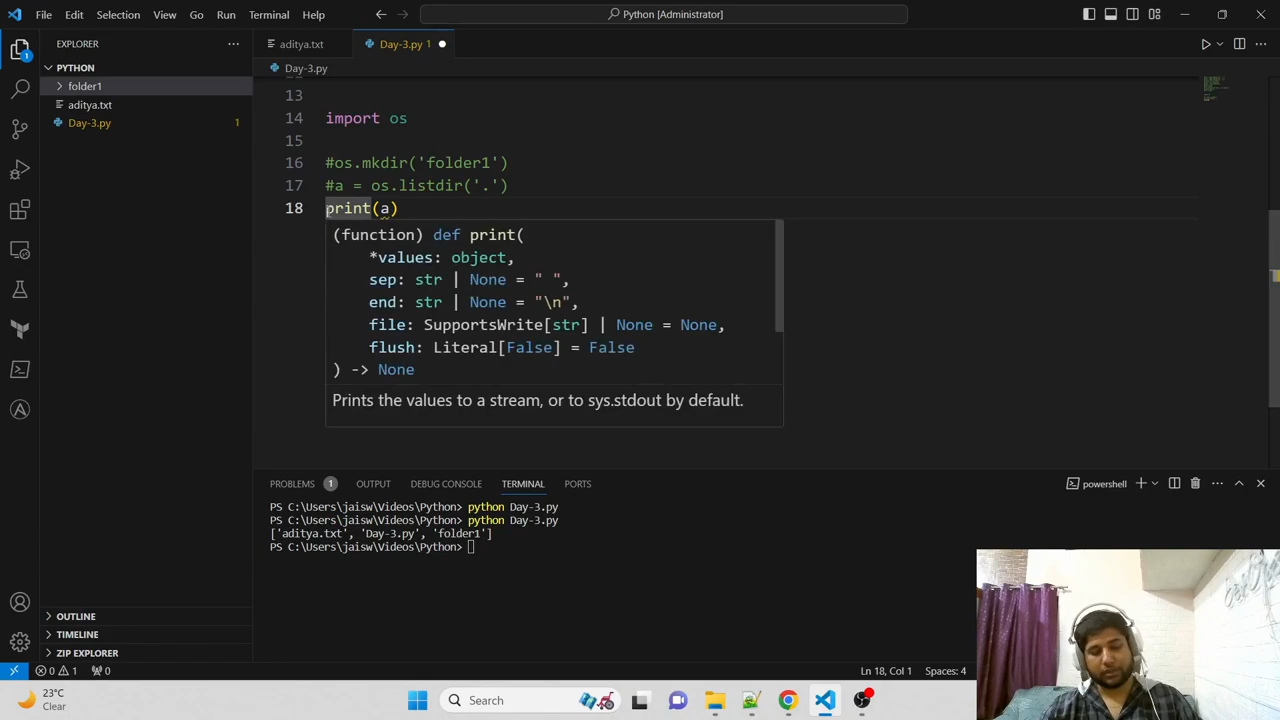 File Edit Selection View Go Run Terminal Help
Python [Administrator]
EXPLORER
PYTHON
folder1
aditya.txt
Day-3.py 1
aditya.txt
Day-3.py 1
Day-3.py
13
14 import os
15
16 #os.mkdir('folder1')
17 #a = os.listdir('.')
18 print(a)
(function) def print(
*values: object,
sep: str | None = " ",
end: str | None = "\n",
file: SupportsWrite[str] | None = None,
flush: Literal[False] = False
) -> None
Prints the values to a stream, or to sys.stdout by default.
PROBLEMS 1 OUTPUT DEBUG CONSOLE TERMINAL PORTS
powershell
PS C:\Users\jaisw\Videos\Python> python Day-3.py
PS C:\Users\jaisw\Videos\Python> python Day-3.py
['aditya.txt', 'Day-3.py', 'folder1']
PS C:\Users\jaisw\Videos\Python>
OUTLINE
TIMELINE
ZIP EXPLORER
1
0 1 0
Ln 18, Col 1 Spaces: 4
23°C
Clear
Search